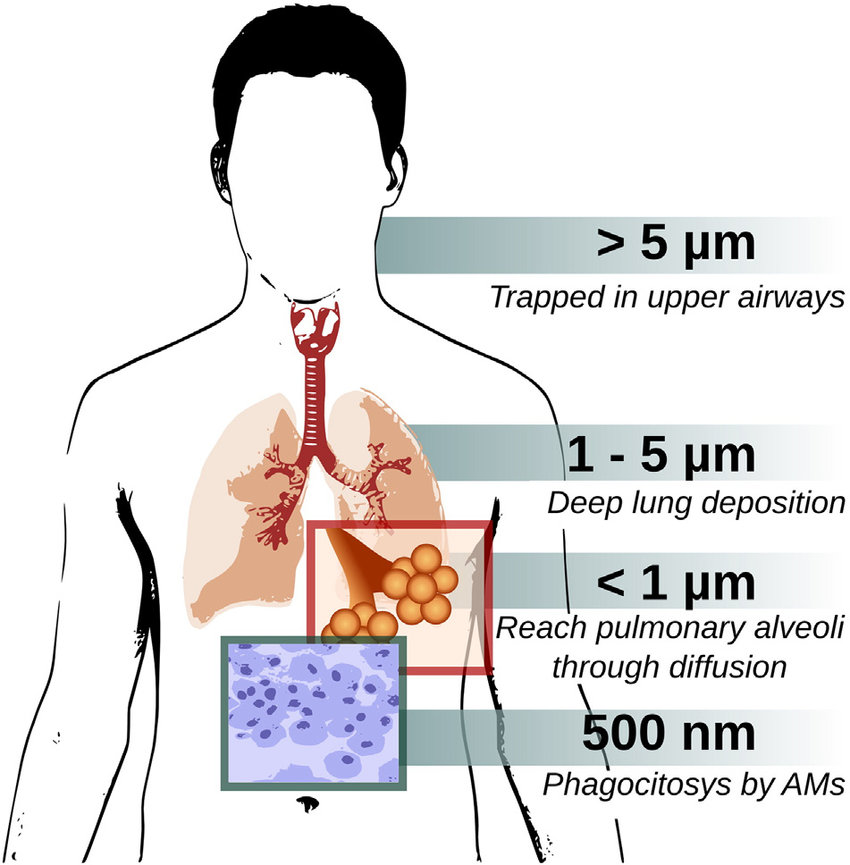 > 5 µm
Trapped in upper airways
1 - 5 µm
Deep lung deposition
< 1 µm
Reach pulmonary alveoli
through diffusion
500 nm
Phagocitosys by AMs